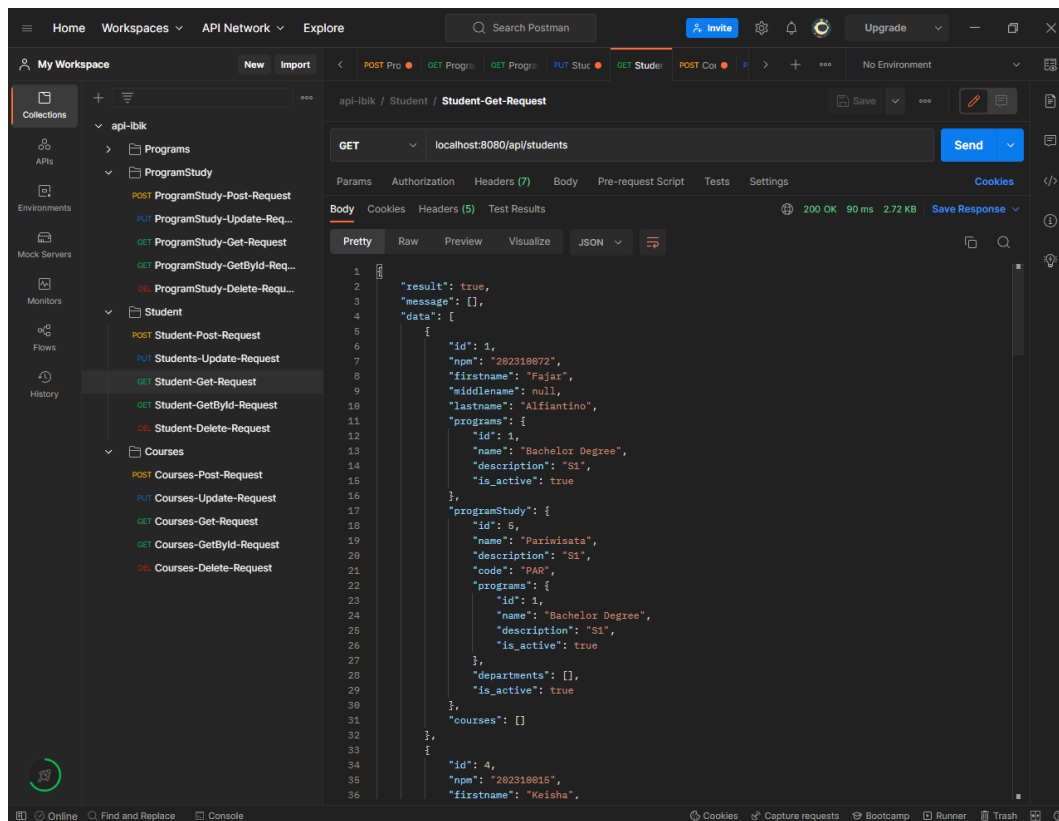 Home Workspaces API Network Explore Search Postman Invite Upgrade
My Workspace New Import
POST Pro GET Progra GET Progra PUT Stuc GET Studer POST Cou No Environment
Collections
APIs
Environments
Mock Servers
Monitors
Flows
History
api-ibik
Programs
ProgramStudy
POST ProgramStudy-Post-Request
PUT ProgramStudy-Update-Req...
GET ProgramStudy-Get-Request
GET ProgramStudy-GetById-Req...
DEL ProgramStudy-Delete-Requ...
Student
POST Student-Post-Request
PUT Students-Update-Request
GET Student-Get-Request
GET Student-GetById-Request
DEL Student-Delete-Request
Courses
POST Courses-Post-Request
PUT Courses-Update-Request
GET Courses-Get-Request
GET Courses-GetById-Request
DEL Courses-Delete-Request
api-ibik / Student / Student-Get-Request Save
GET localhost:8080/api/students Send
Params Authorization Headers (7) Body Pre-request Script Tests Settings Cookies
Body Cookies Headers (5) Test Results 200 OK 90 ms 2.72 KB Save Response
Pretty Raw Preview Visualize JSON
1 {
2 "result": true,
3 "message": [],
4 "data": [
5 {
6 "id": 1,
7 "npm": "202310072",
8 "firstname": "Fajar",
9 "middlename": null,
10 "lastname": "Alfiantino",
11 "programs": {
12 "id": 1,
13 "name": "Bachelor Degree",
14 "description": "S1",
15 "is_active": true
16 },
17 "programStudy": {
18 "id": 5,
19 "name": "Pariwisata",
20 "description": "S1",
21 "code": "PAR",
22 "programs": {
23 "id": 1,
24 "name": "Bachelor Degree",
25 "description": "S1",
26 "is_active": true
27 },
28 "departments": [],
29 "is_active": true
30 },
31 "courses": []
32 },
33 {
34 "id": 4,
35 "npm": "202310015",
36 "firstname": "Keisha",
Online Find and Replace Console Cookies Capture requests Bootcamp Runner Trash